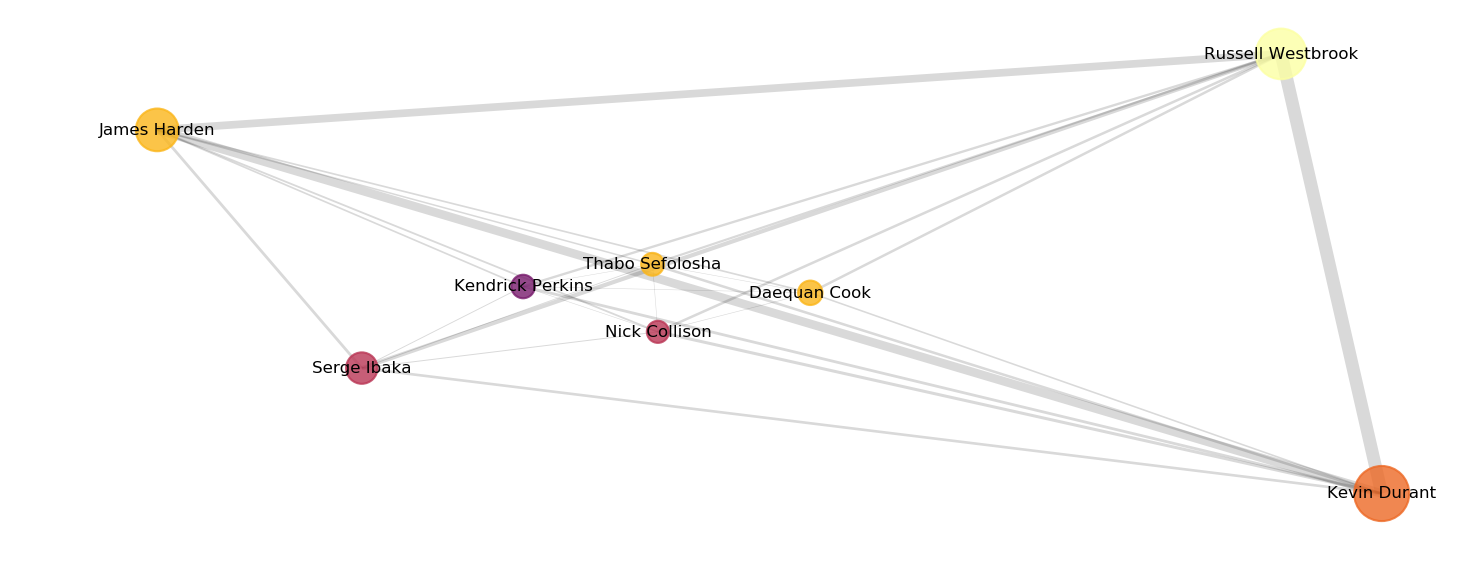 Russell Westbrook
James Harden
Thabo Sefolosha
Kendrick Perkins
Daequan Cook
Nick Collison
Serge Ibaka
Kevin Durant